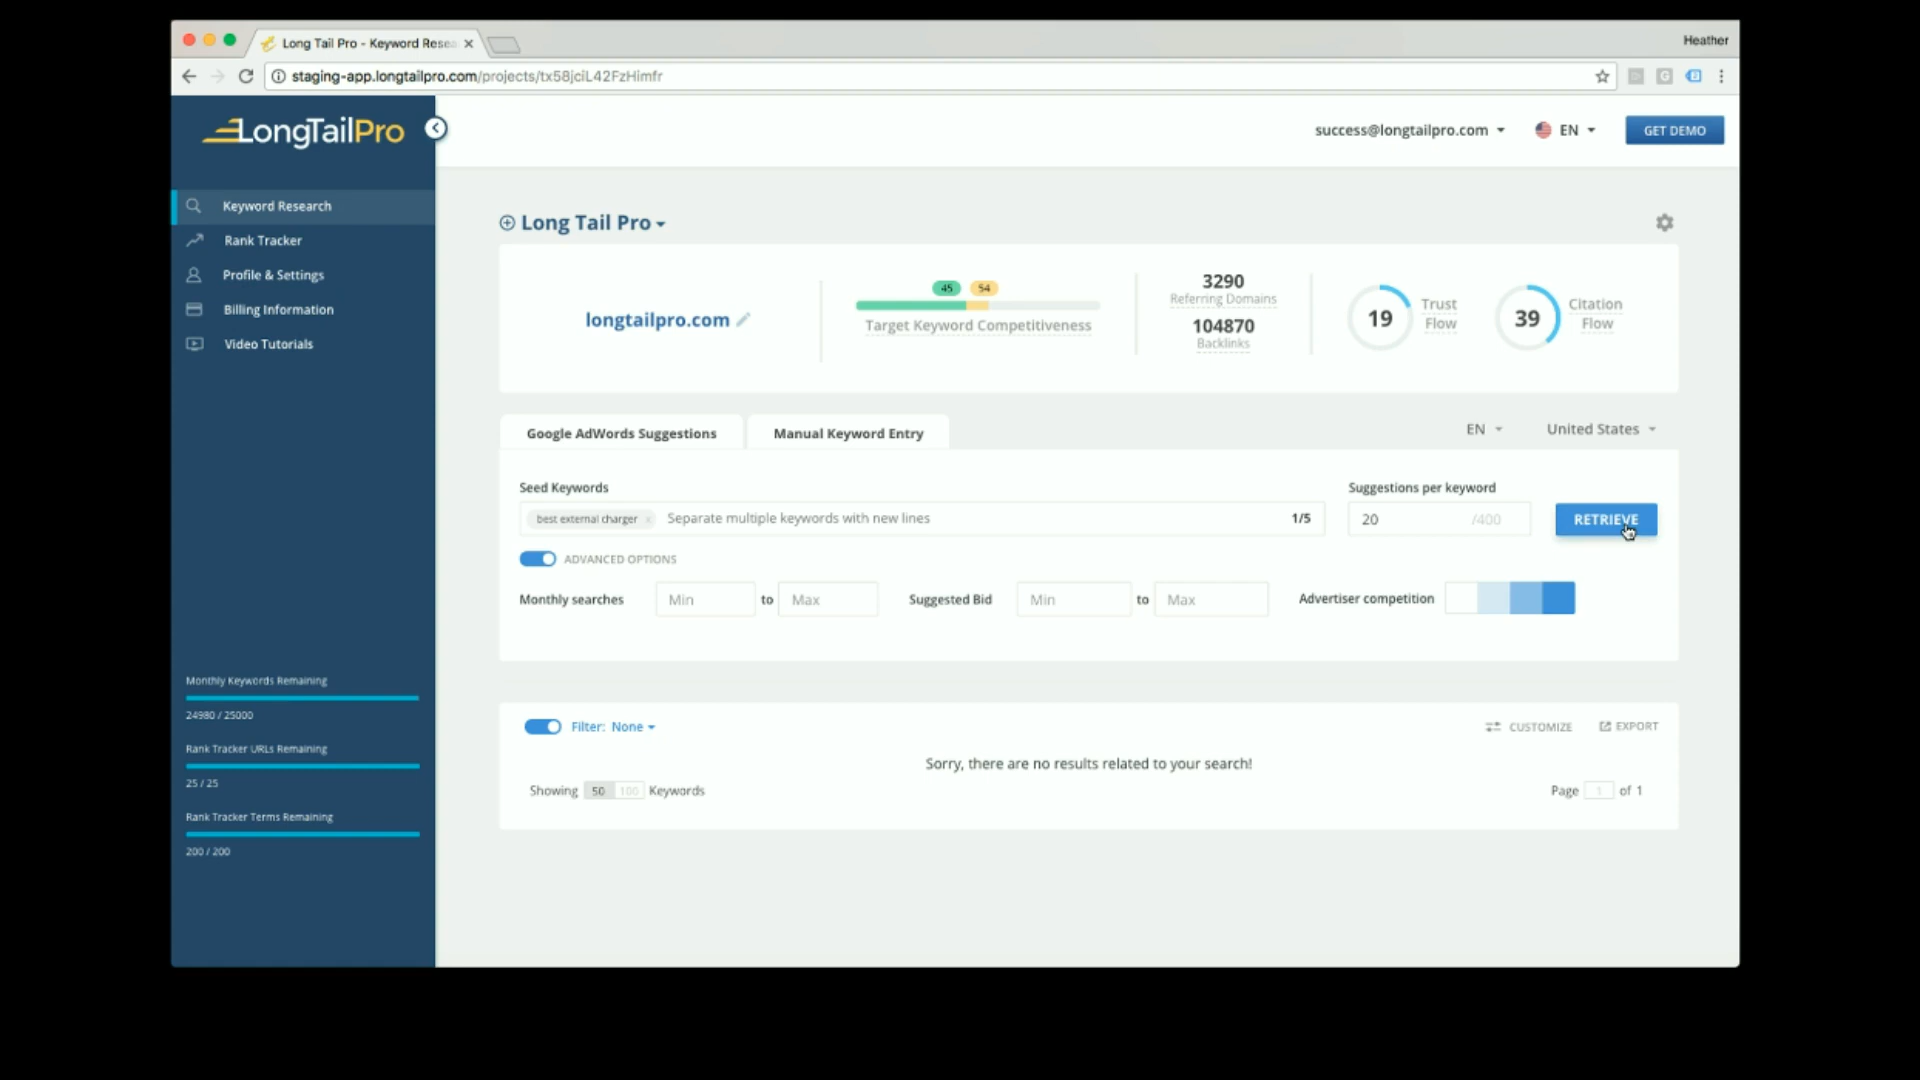 Long Tail Pro - Keyword Resea
Heather
staging-app.longtailpro.com/projects/tx58jciL42FzHimfr
LongTailPro
success@longtailpro.com
EN
GET DEMO
Keyword Research
Rank Tracker
Profile & Settings
Billing Information
Video Tutorials
Long Tail Pro
longtailpro.com
45
54
Target Keyword Competitiveness
3290
Referring Domains
104870
Backlinks
19
Trust
Flow
39
Citation
Flow
Google AdWords Suggestions
Manual Keyword Entry
EN
United States
Seed Keywords
Suggestions per keyword
best external charger x
Separate multiple keywords with new lines
1/5
20
/400
RETRIEVE
ADVANCED OPTIONS
Monthly searches
Min
to
Max
Suggested Bid
Min
to
Max
Advertiser competition
Monthly Keywords Remaining
24980 / 25000
Rank Tracker URLs Remaining
25 / 25
Rank Tracker Terms Remaining
200 / 200
Filter: None
CUSTOMIZE
EXPORT
Sorry, there are no results related to your search!
Showing 50 100 Keywords
Page 1 of 1